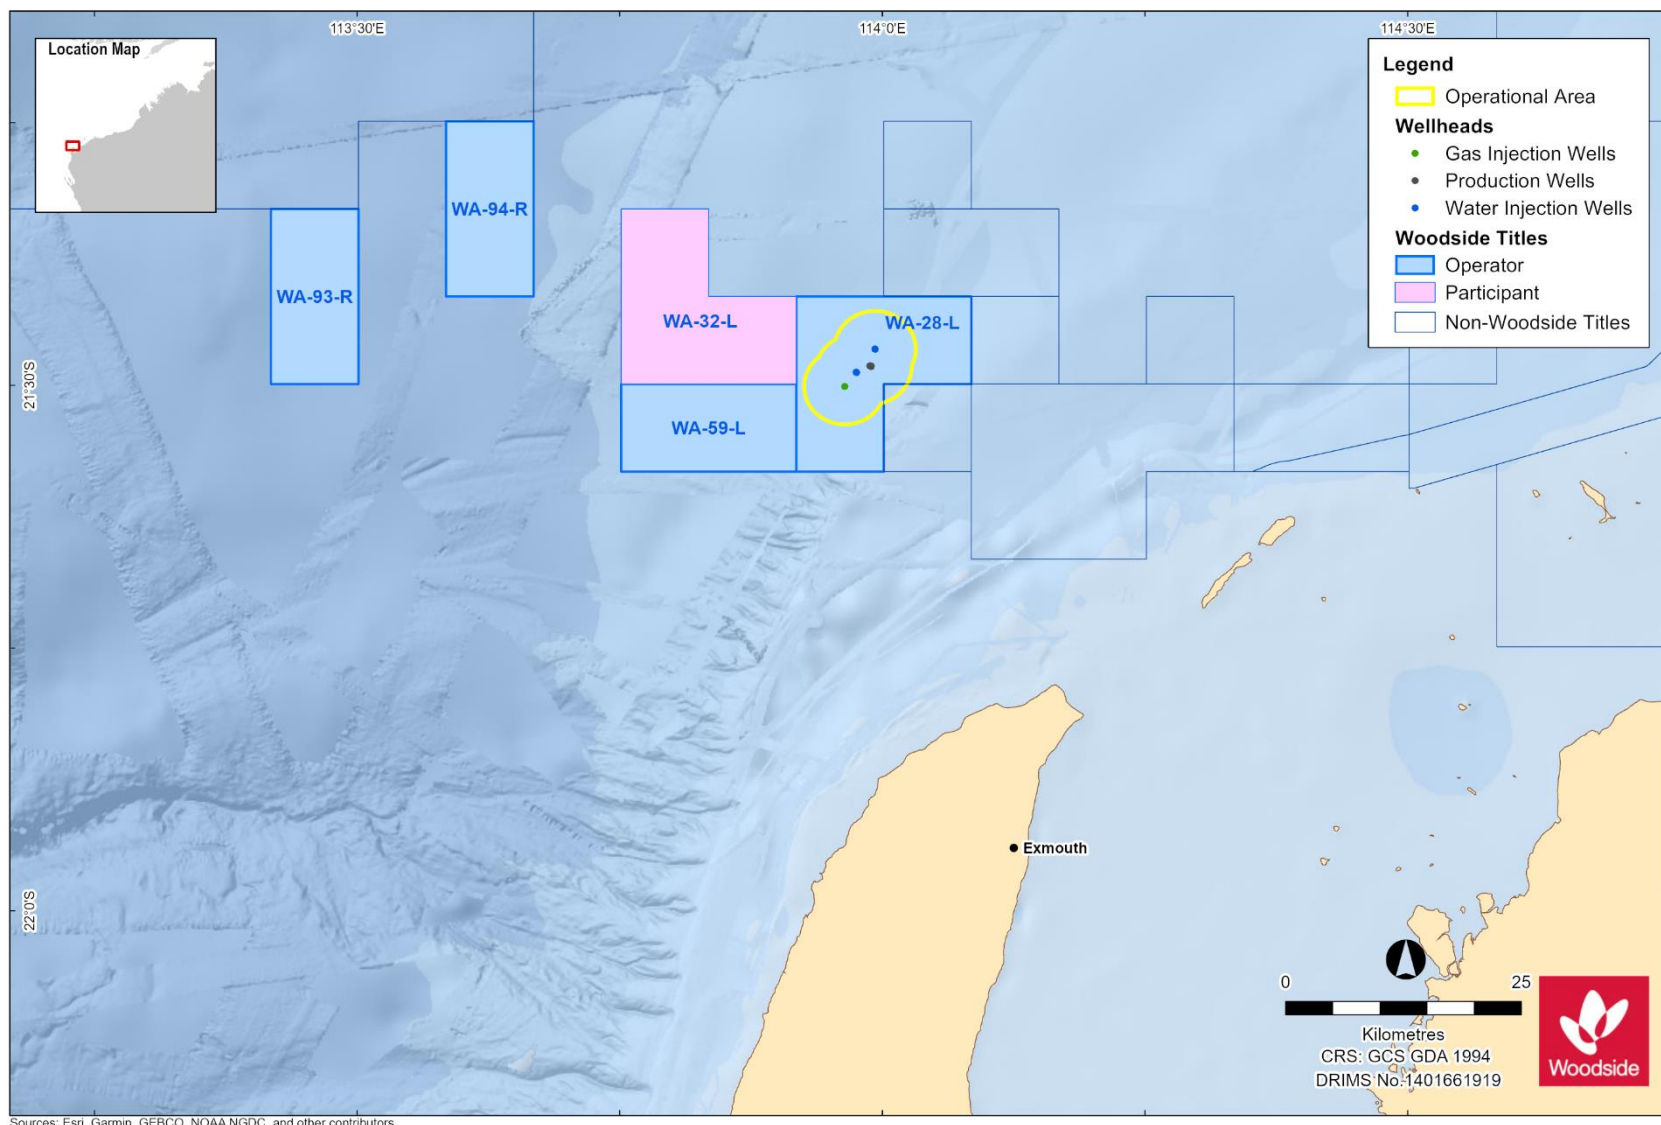 113°30'E
114°0'E
114°30'E
Location Map
Legend
Operational Area
Wellheads
Gas Injection Wells
Production Wells
Water Injection Wells
Woodside Titles
Operator
Participant
Non-Woodside Titles
WA-94-R
WA-93-R
WA-32-L
WA-28-L
WA-59-L
21°30'S
22°0'S
Exmouth
0 25
Kilometres
CRS: GCS GDA 1994
DRIMS No:1401661919
Woodside
Sources: Esri, Garmin, GEBCO, NOAA NGDC, and other contributors